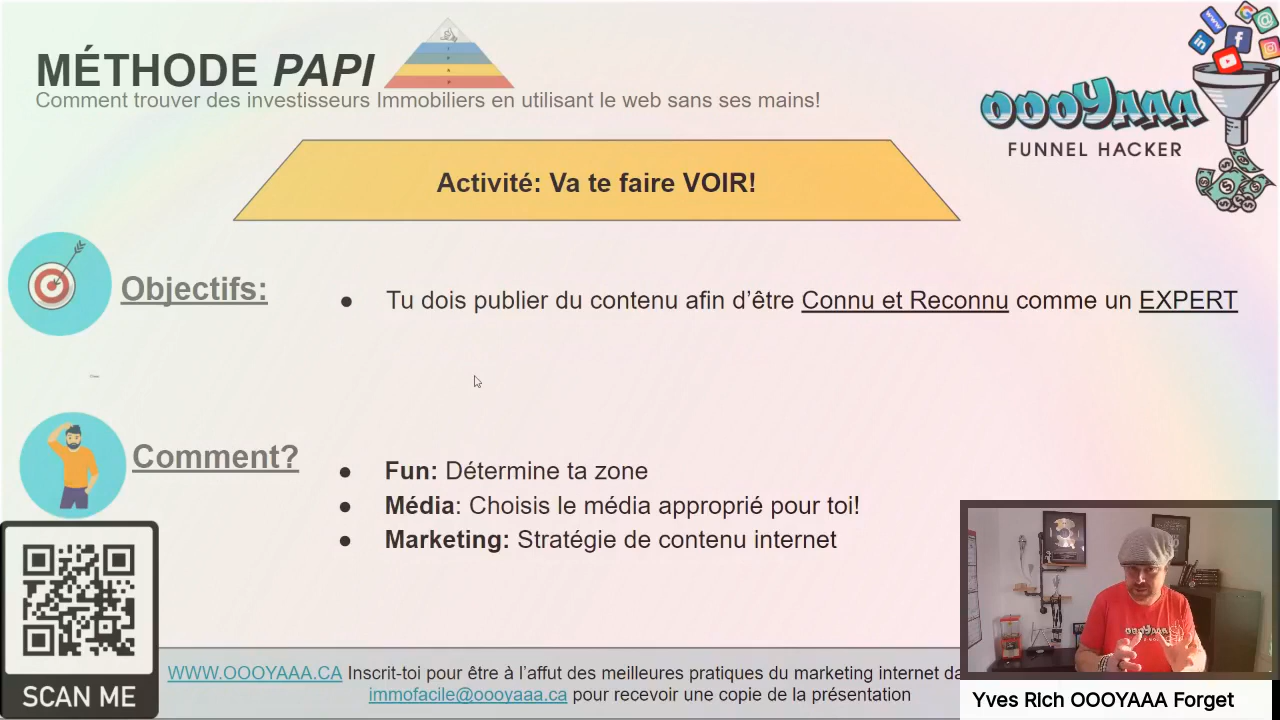 MÉTHODE PAPI
Comment trouver des investisseurs Immobiliers en utilisant le web sans ses mains!
OOOYAAA
FUNNEL HACKER
Activité: Va te faire VOIR!
Objectifs:
● Tu dois publier du contenu afin d’être Connu et Reconnu comme un EXPERT
Comment?
● Fun: Détermine ta zone
● Média: Choisis le média approprié pour toi!
● Marketing: Stratégie de contenu internet
SCAN ME
WWW.OOOYAAA.CA Inscrit-toi pour être à l’affut des meilleures pratiques du marketing internet da
immofacile@oooyaaa.ca pour recevoir une copie de la présentation
Yves RIch OOOYAAA Forget